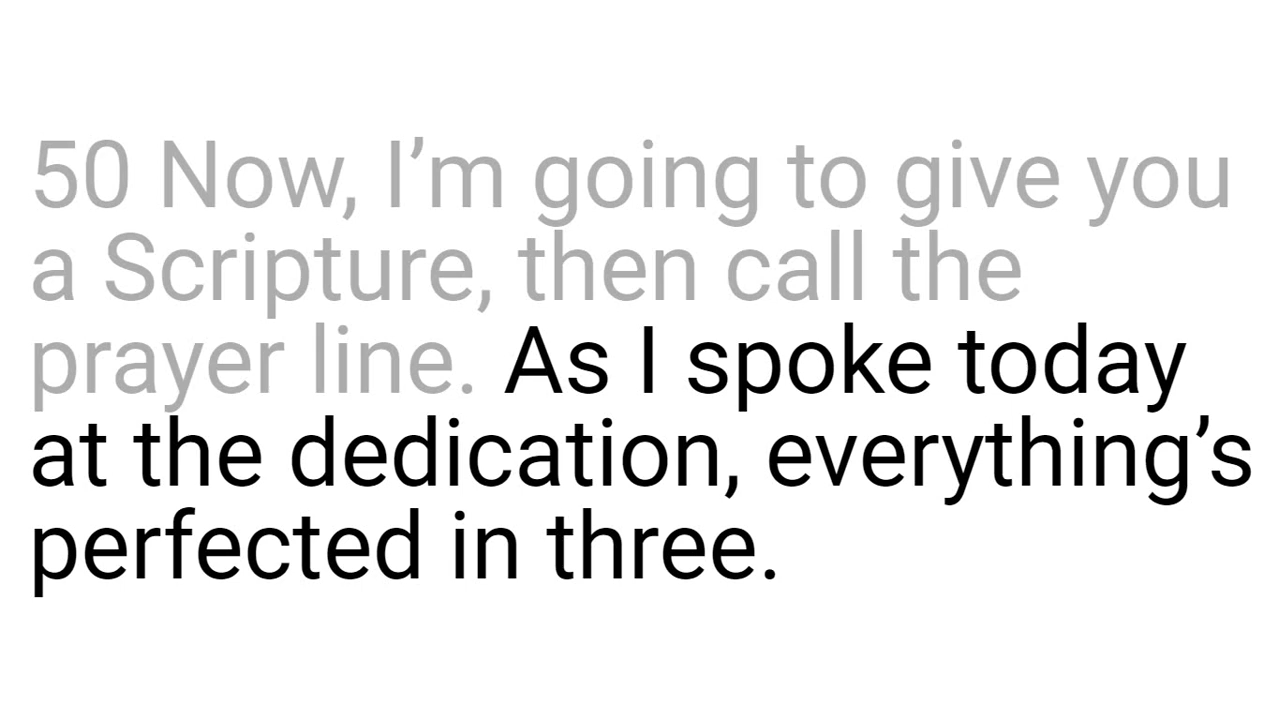 50 Now, I’m going to give you
a Scripture, then call the
prayer line. As I spoke today
at the dedication, everything’s
perfected in three.